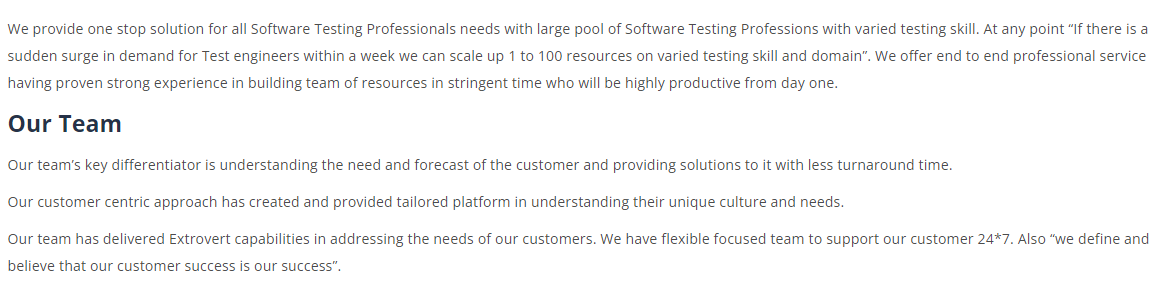 We provide one stop solution for all Software Testing Professionals needs with large pool of Software Testing Professions with varied testing skill. At any point “If there is a
sudden surge in demand for Test engineers within a week we can scale up 1 to 100 resources on varied testing skill and domain”. We offer end to end professional service
having proven strong experience in building team of resources in stringent time who will be highly productive from day one.
Our Team
Our team’s key differentiator is understanding the need and forecast of the customer and providing solutions to it with less turnaround time.
Our customer centric approach has created and provided tailored platform in understanding their unique culture and needs.
Our team has delivered Extrovert capabilities in addressing the needs of our customers. We have flexible focused team to support our customer 24*7. Also “we define and
believe that our customer success is our success”.